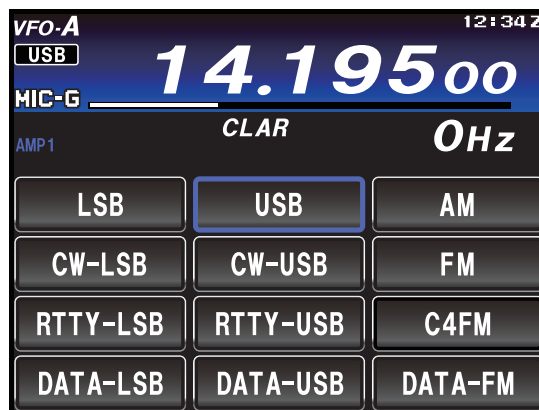 VFO-A 12:34Z
USB 14.19500
MIC-G
AMP1 CLAR 0Hz
LSB USB AM
CW-LSB CW-USB FM
RTTY-LSB RTTY-USB C4FM
DATA-LSB DATA-USB DATA-FM